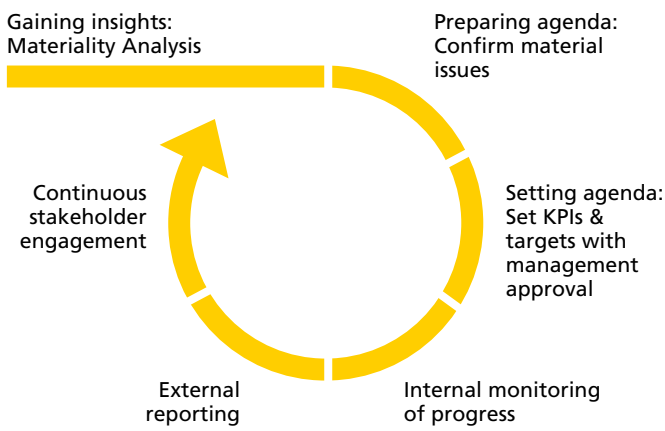 Gaining insights:
Materiality Analysis
Preparing agenda:
Confirm material
issues
Setting agenda:
Set KPIs &
targets with
management
approval
Internal monitoring
of progress
External
reporting
Continuous
stakeholder
engagement